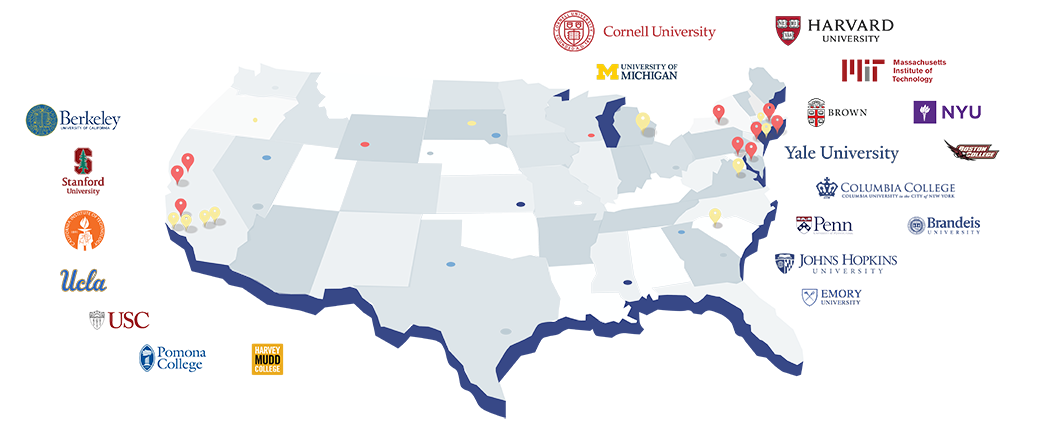 Cornell University
HARVARD
UNIVERSITY
UNIVERSITY OF
MICHIGAN
Massachusetts
Institute of
Technology
Berkeley
UNIVERSITY OF CALIFORNIA
BROWN
NYU
Stanford
University
Yale University
BOSTON
COLLEGE
COLUMBIA COLLEGE
COLUMBIA UNIVERSITY in the CITY OF NEW YORK
Penn
Brandeis
UNIVERSITY
Ucla
JOHNS HOPKINS
UNIVERSITY
EMORY
UNIVERSITY
USC
Pomona
College
HARVEY
MUDD
COLLEGE